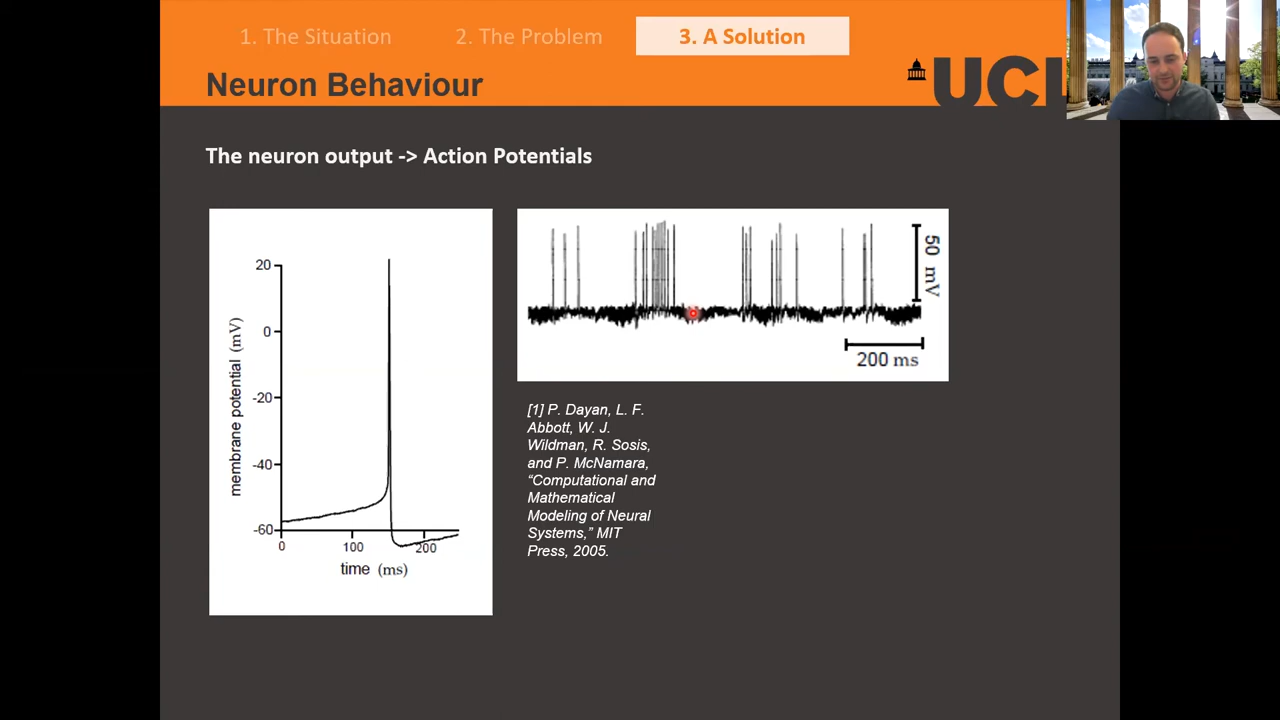 1. The Situation
2. The Problem
3. A Solution
Neuron Behaviour
UCL
The neuron output -> Action Potentials
20
0
-20
-40
-60
membrane potential (mV)
0
100
200
time (ms)
50 mV
200 ms
[1] P. Dayan, L. F.
Abbott, W. J.
Wildman, R. Sosis,
and P. McNamara,
“Computational and
Mathematical
Modeling of Neural
Systems,” MIT
Press, 2005.